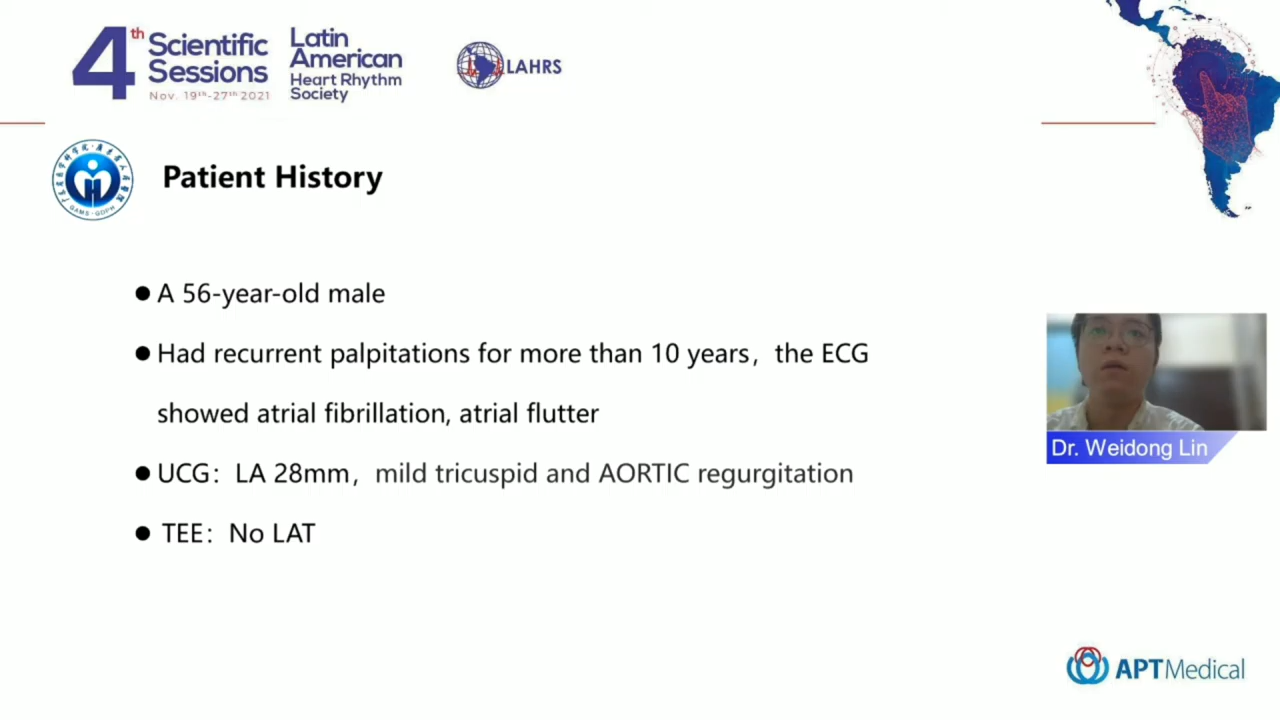 4th Scientific Sessions
Nov. 19th-27th 2021
Latin
American
Heart Rhythm
Society
LAHRS
GAMS·GDPH
Patient History
● A 56-year-old male
● Had recurrent palpitations for more than 10 years，the ECG
showed atrial fibrillation, atrial flutter
● UCG：LA 28mm，mild tricuspid and AORTIC regurgitation
● TEE：No LAT
Dr. Weidong Lin
APTMedical